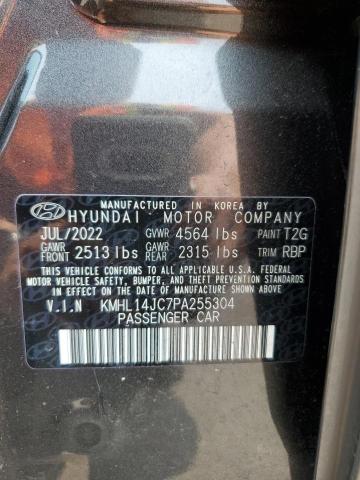 MANUFACTURED IN KOREA BY
HYUNDAI MOTOR COMPANY
JUL/2022 GVWR 4564 lbs PAINT T2G
GAWR FRONT 2513 lbs GAWR REAR 2315 lbs TRIM RBP
THIS VEHICLE CONFORMS TO ALL APPLICABLE FEDERAL
MOTOR VEHICLE SAFETY, BUMPER, AND THEFT PREVENTION
STANDARDS IN EFFECT ON THE DATE OF MANUFACTURE
SHOWN ABOVE.
V.I.N KMHL14JC7PA255304
PASSENGER CAR